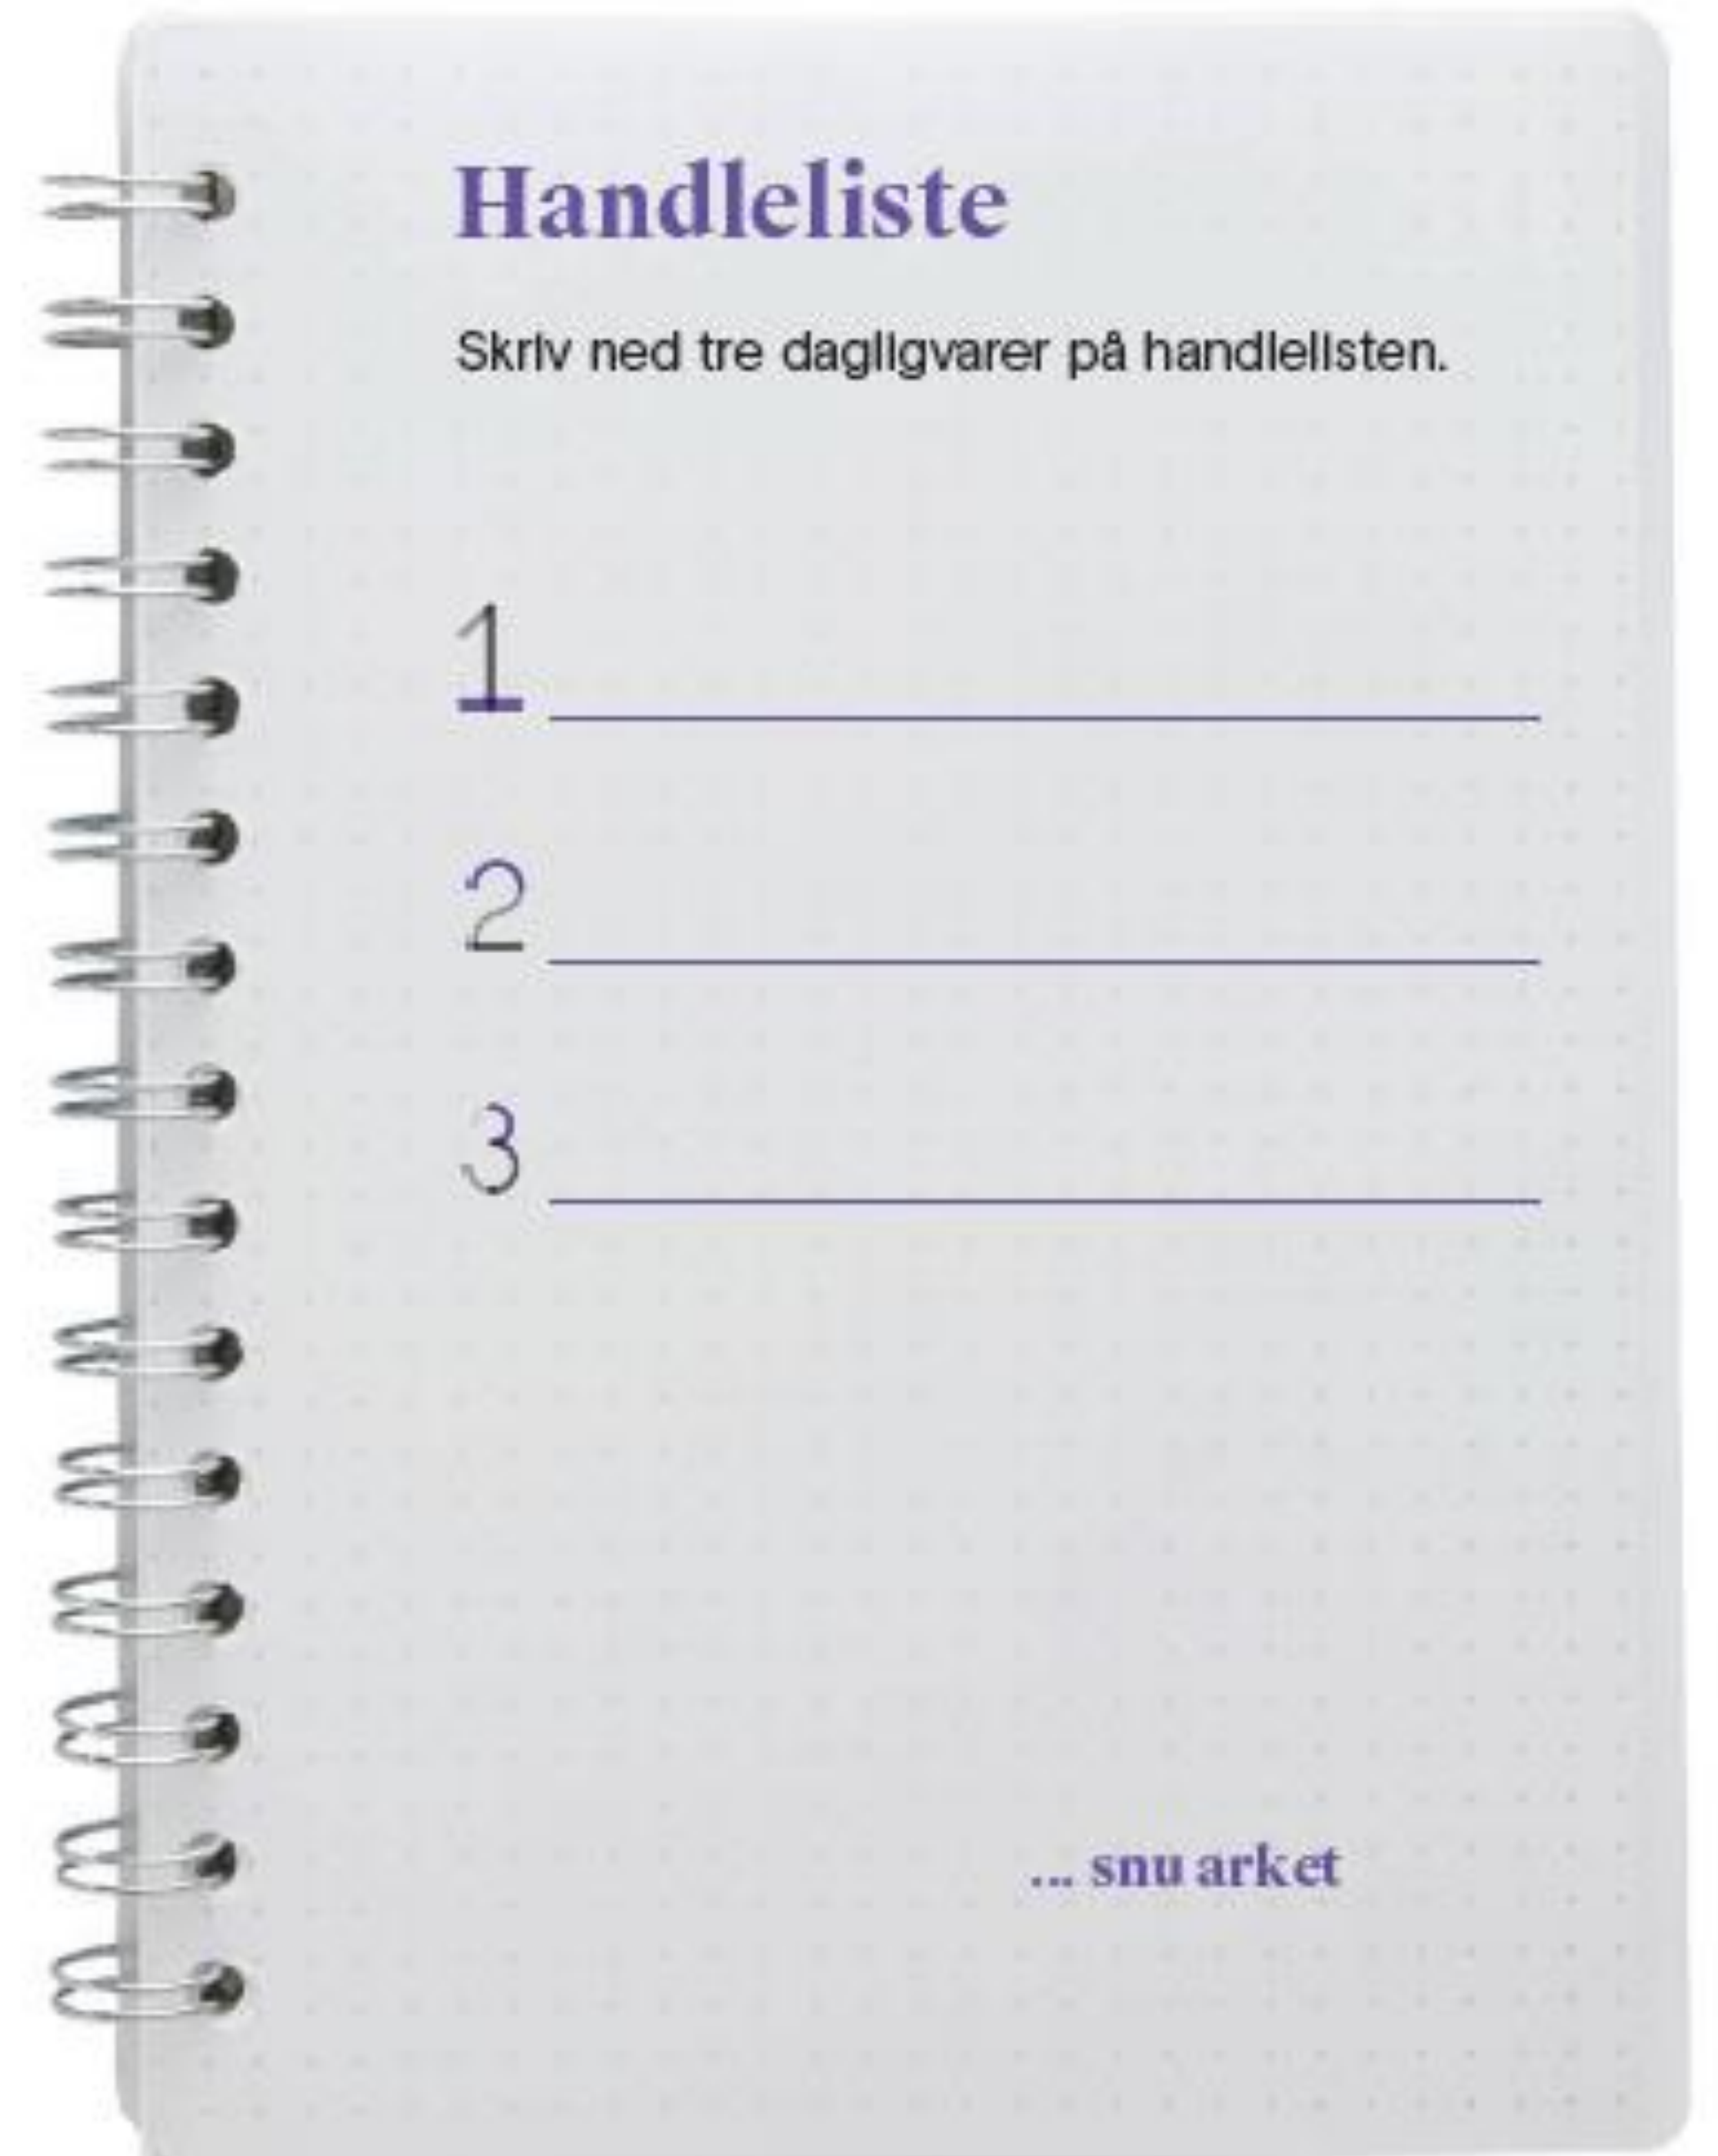 Handleliste
Skriv ned tre dagligvarer på handlelisten.
1
2
3
... snu arket